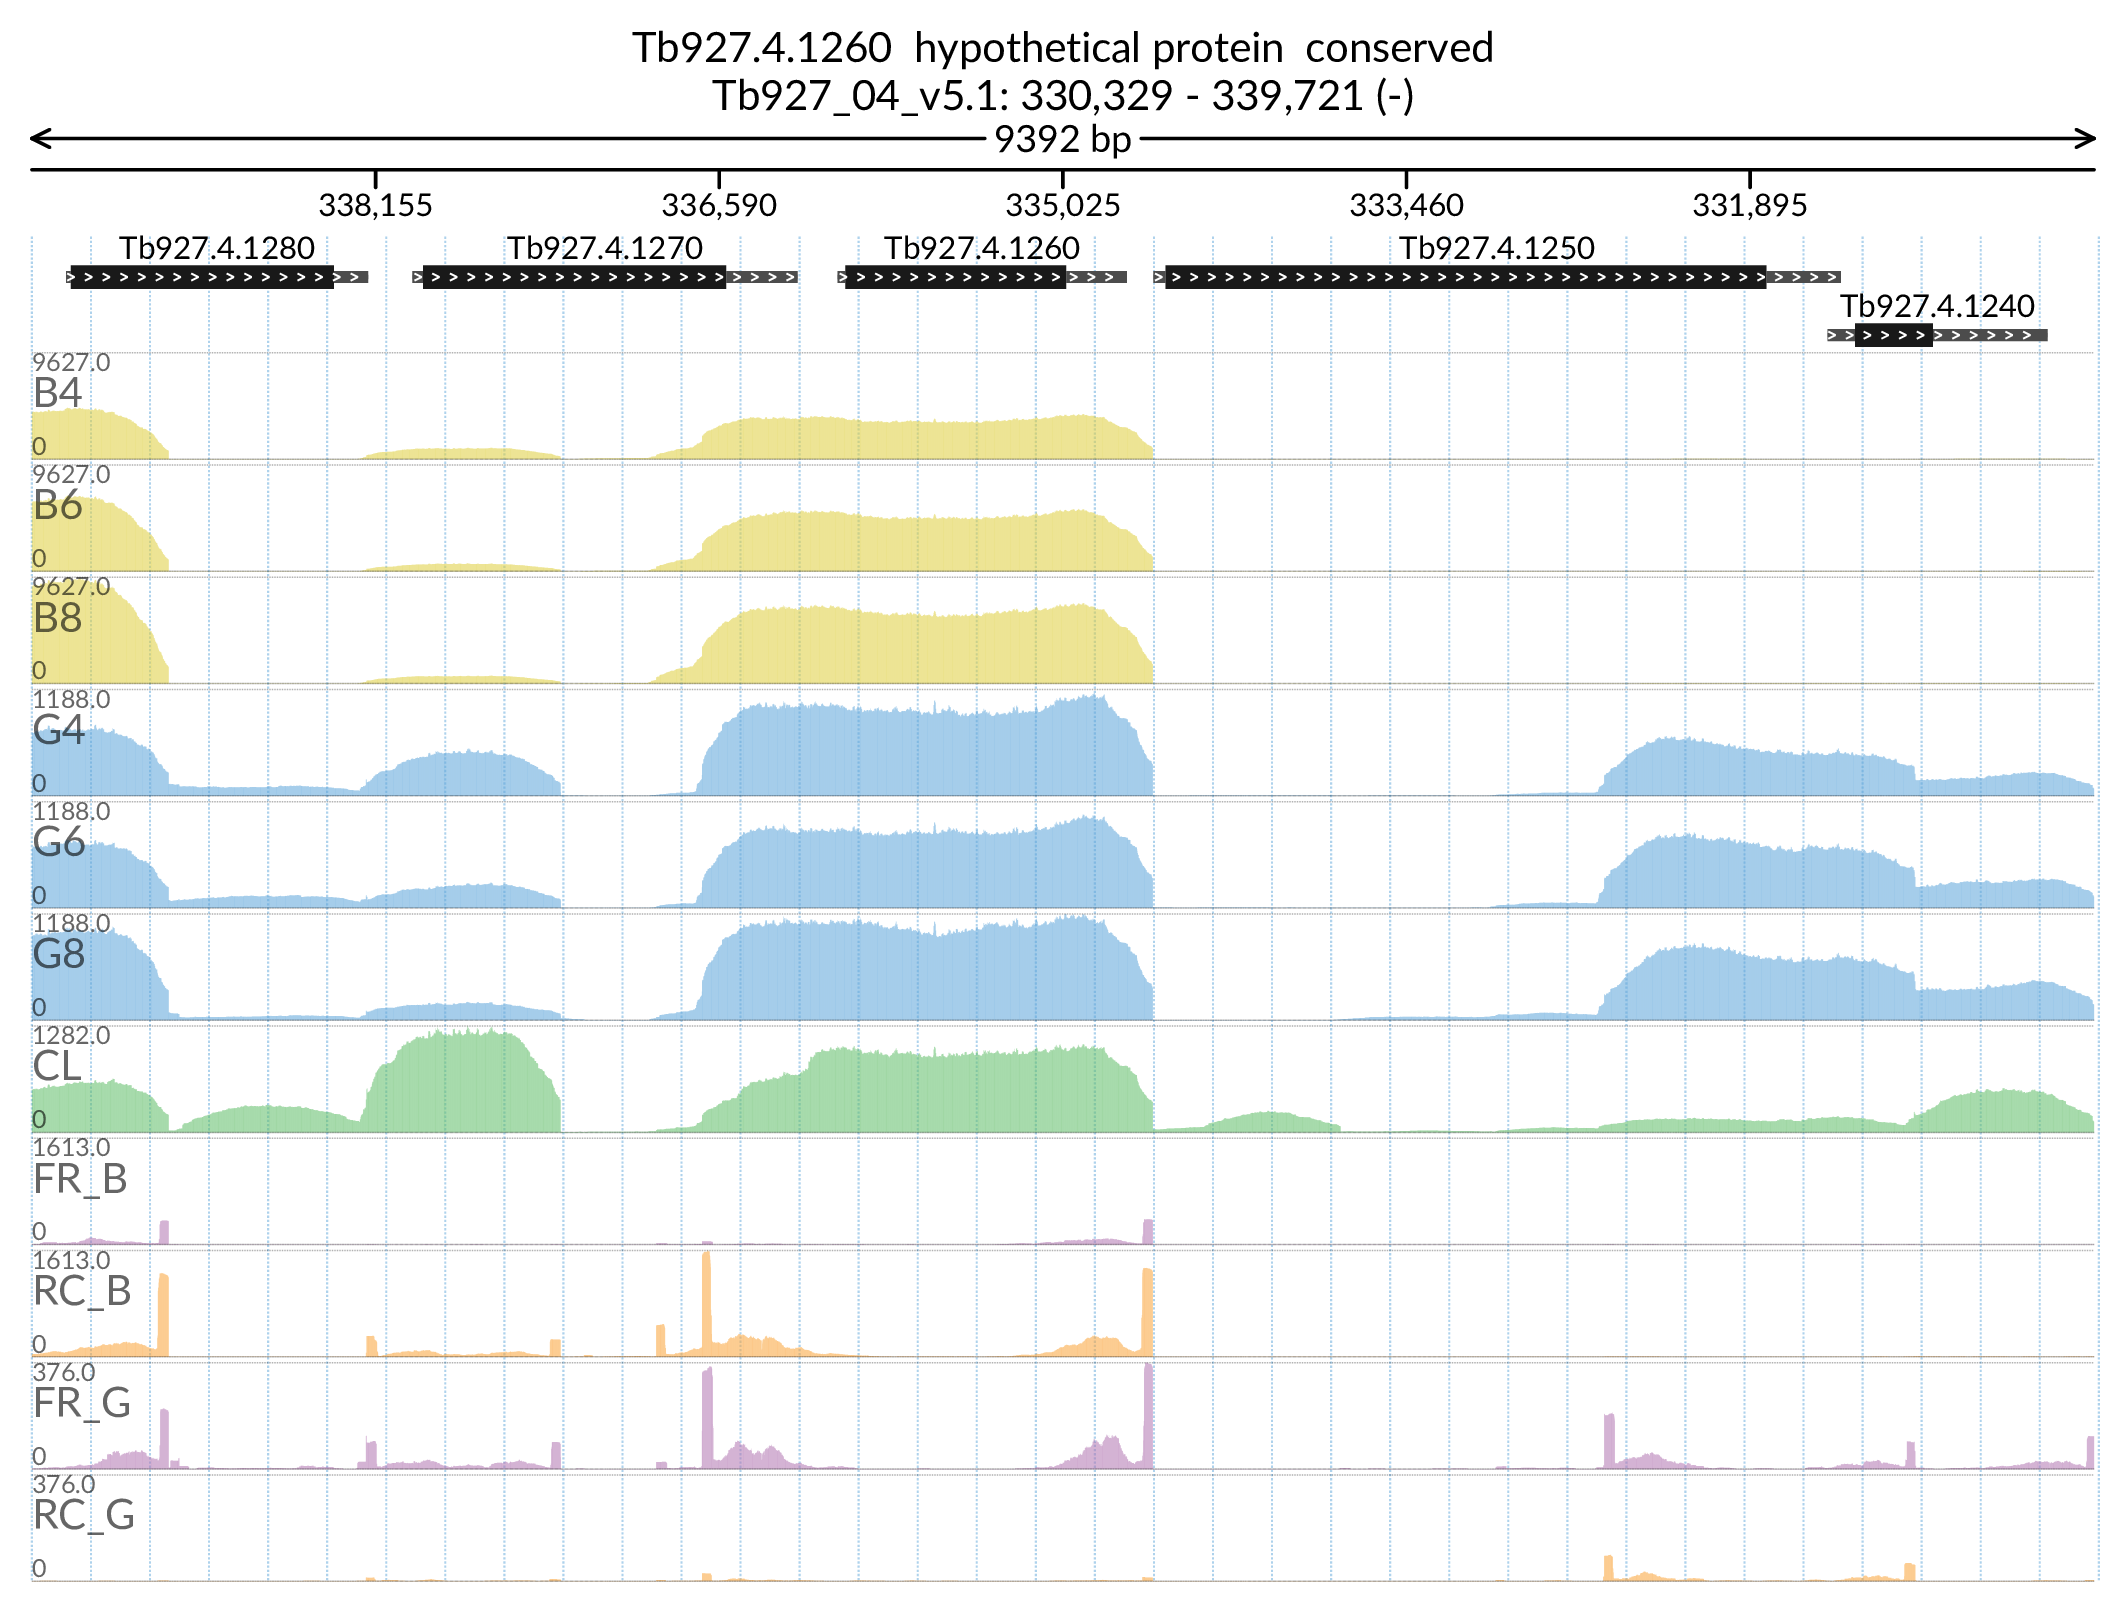 Tb927.4.1260  hypothetical protein  conserved
Tb927_04_v5.1: 330,329 - 339,721 (-)
9392 bp
338,155 336,590 335,025 333,460 331,895
Tb927.4.1280 Tb927.4.1270 Tb927.4.1260 Tb927.4.1250
Tb927.4.1240
9627.0
B4
0
9627.0
B6
0
9627.0
B8
0
1188.0
G4
0
1188.0
G6
0
1188.0
G8
0
1282.0
CL
0
1613.0
FR_B
0
1613.0
RC_B
0
376.0
FR_G
0
376.0
RC_G
0